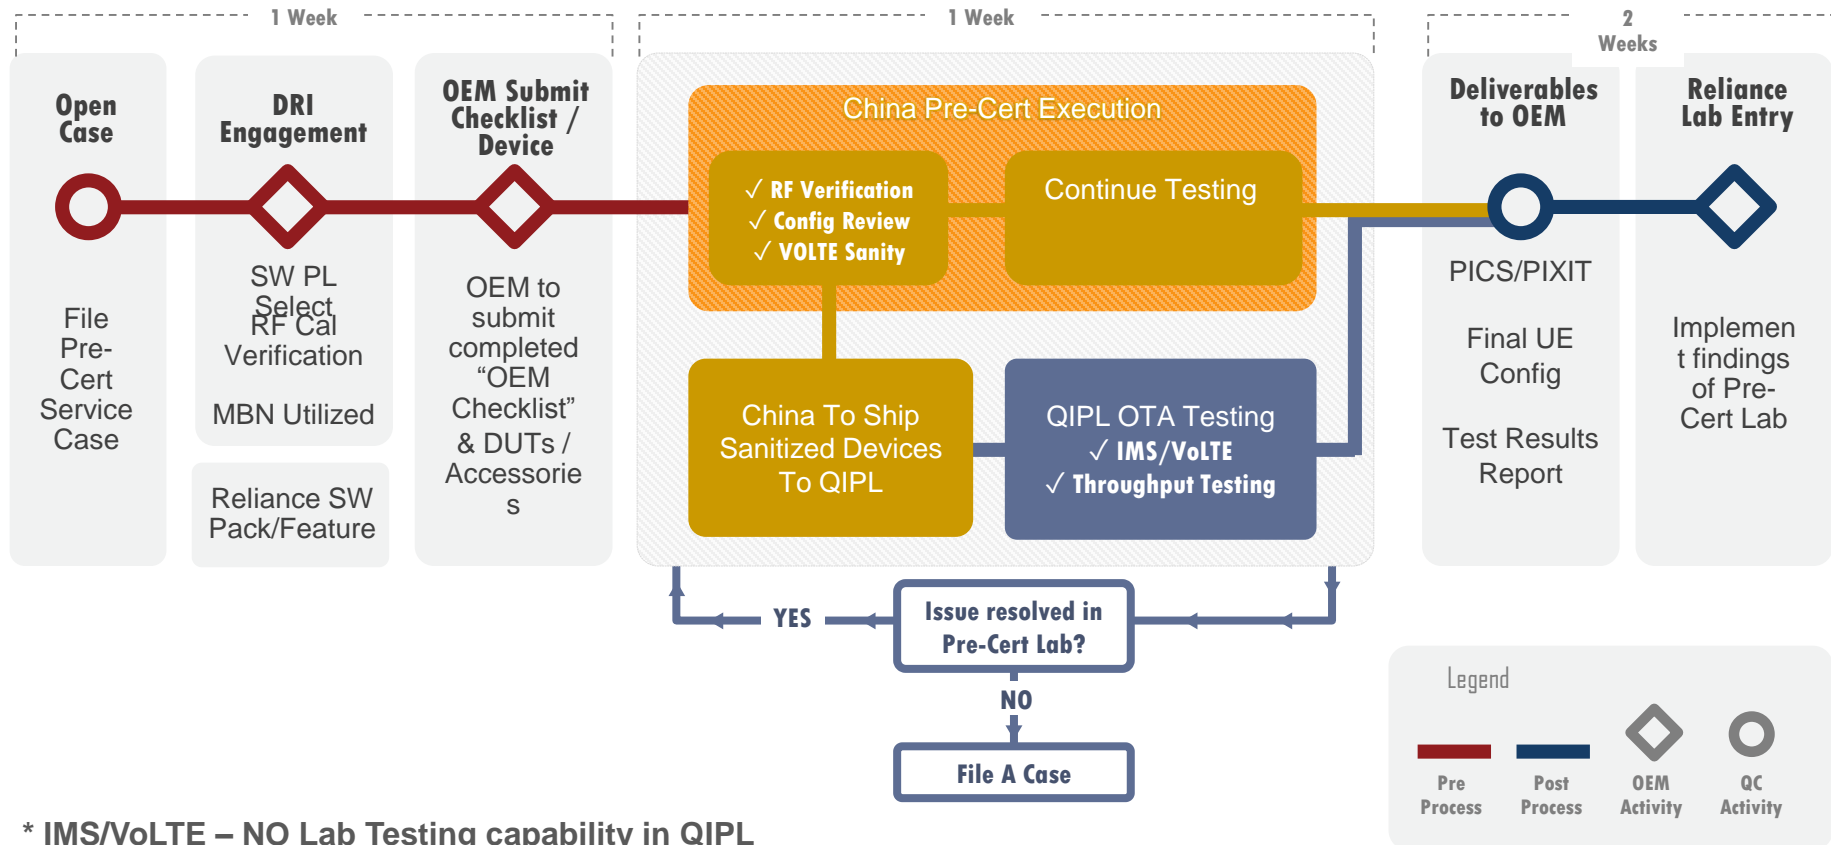 1 Week
1 Week
2
Weeks
Open
Case
File
Pre-
Cert
Service
Case
DRI
Engagement
SW PL
Select
RF Cal
Verification
MBN Utilized
Reliance SW
Pack/Feature
OEM Submit
Checklist /
Device
OEM to
submit
completed
“OEM
Checklist”
& DUTs /
Accessorie
s
China Pre-Cert Execution
✓ RF Verification
✓ Config Review
✓ VOLTE Sanity
Continue Testing
China To Ship
Sanitized Devices
To QIPL
QIPL OTA Testing
✓ IMS/VoLTE
✓ Throughput Testing
Deliverables
to OEM
PICS/PIXIT
Final UE
Config
Test Results
Report
Reliance
Lab Entry
Implemen
t findings
of Pre-
Cert Lab
YES
Issue resolved in
Pre-Cert Lab?
NO
File A Case
Legend
Pre
Process
Post
Process
OEM
Activity
QC
Activity
* IMS/VoLTE – NO Lab Testing capability in QIPL